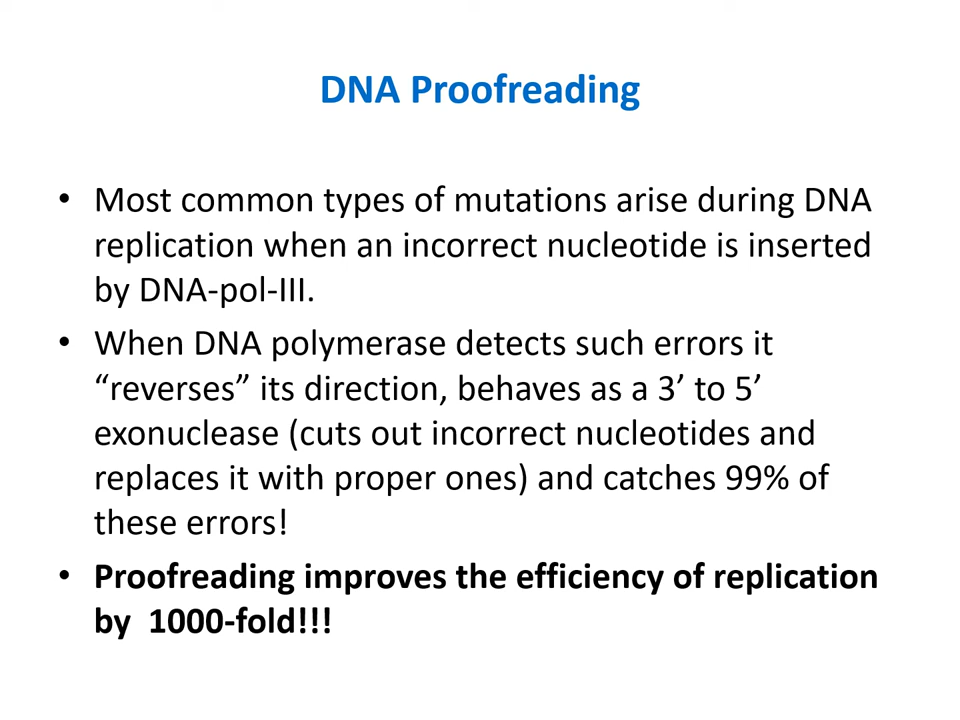 DNA Proofreading
• Most common types of mutations arise during DNA
replication when an incorrect nucleotide is inserted
by DNA-pol-III.
• When DNA polymerase detects such errors it
“reverses” its direction, behaves as a 3’ to 5’
exonuclease (cuts out incorrect nucleotides and
replaces it with proper ones) and catches 99% of
these errors!
• Proofreading improves the efficiency of replication
by  1000-fold!!!